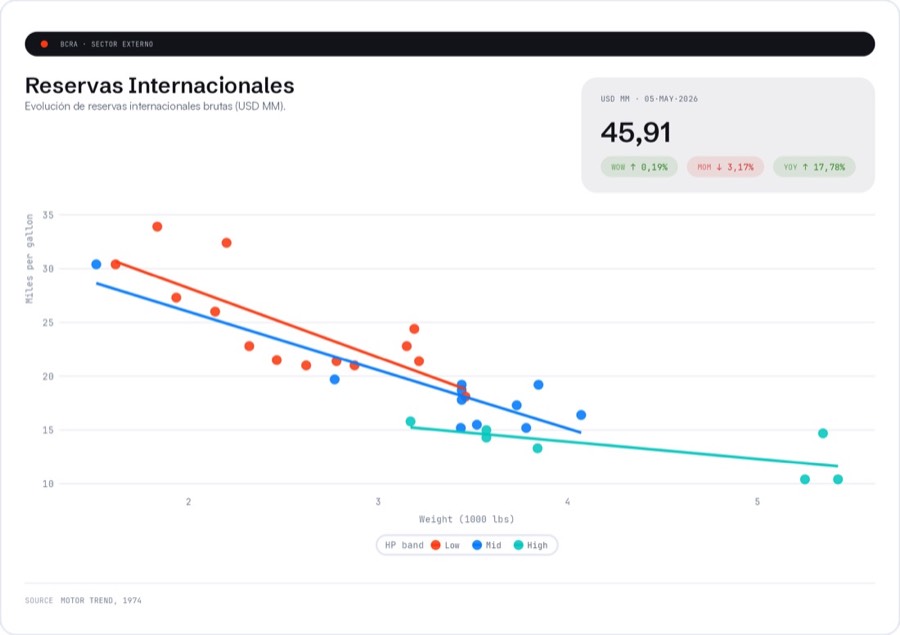 BCRA · SECTOR EXTERNO
Reservas Internacionales
Evolución de reservas internacionales brutas (USD MM).
USD MM · 05-MAY-2026
45,91
WOW ↑ 0,19%
MOM ↓ 3,17%
YOY ↑ 17,78%
Miles per gallon
35
30
25
20
15
10
2
3
4
5
Weight (1000 lbs)
HP band Low Mid High
SOURCE MOTOR TREND, 1974